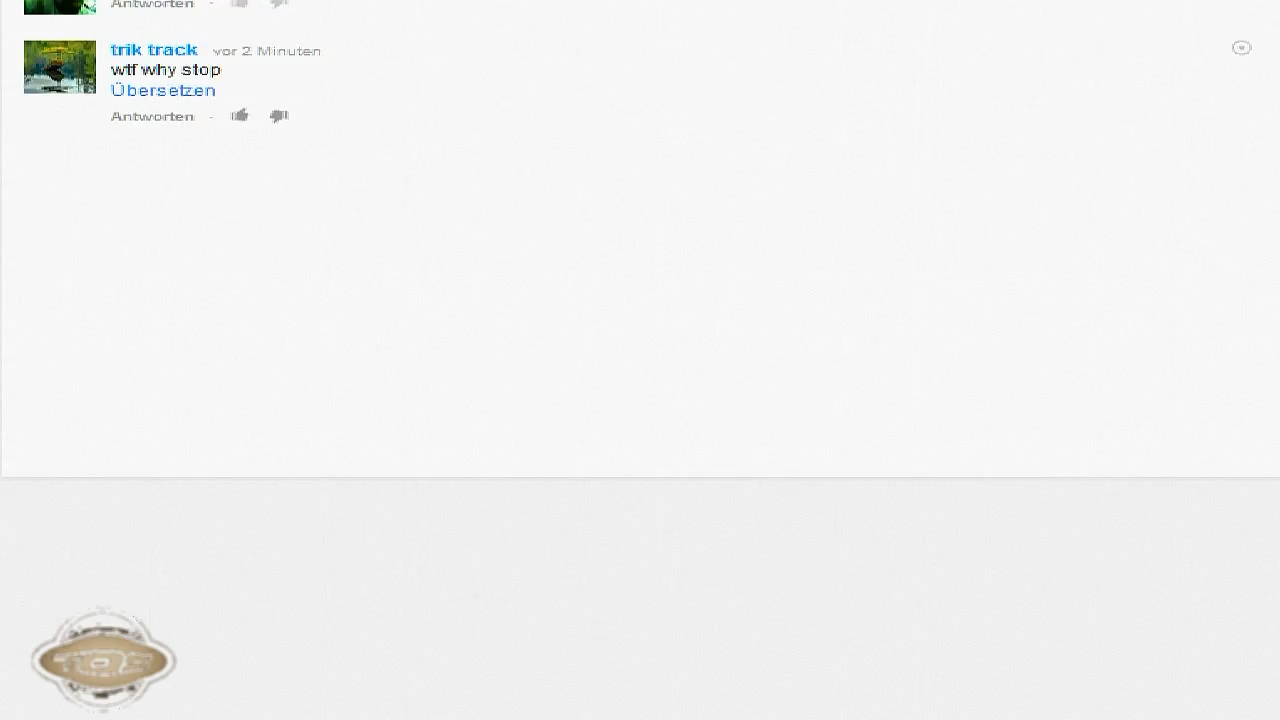 Antworten -
trik track vor 2 Minuten
wtf why stop
Übersetzen
Antworten -